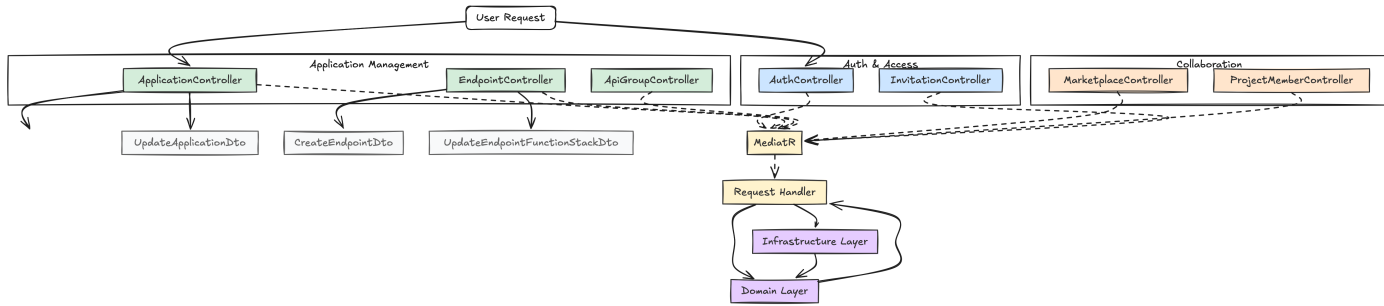 User Request
Application Management
Auth & Access
Collaboration
ApplicationController
EndpointController
ApiGroupController
AuthController
InvitationController
MarketplaceController
ProjectMemberController
UpdateApplicationDto
CreateEndpointDto
UpdateEndpointFunctionStackDto
MediatR
Request Handler
Infrastructure Layer
Domain Layer